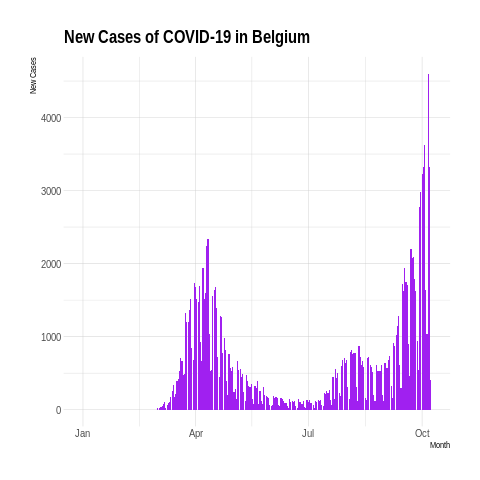 New Cases of COVID-19 in Belgium
New Cases
4000
3000
2000
1000
0
Jan Apr Jul Oct
Month